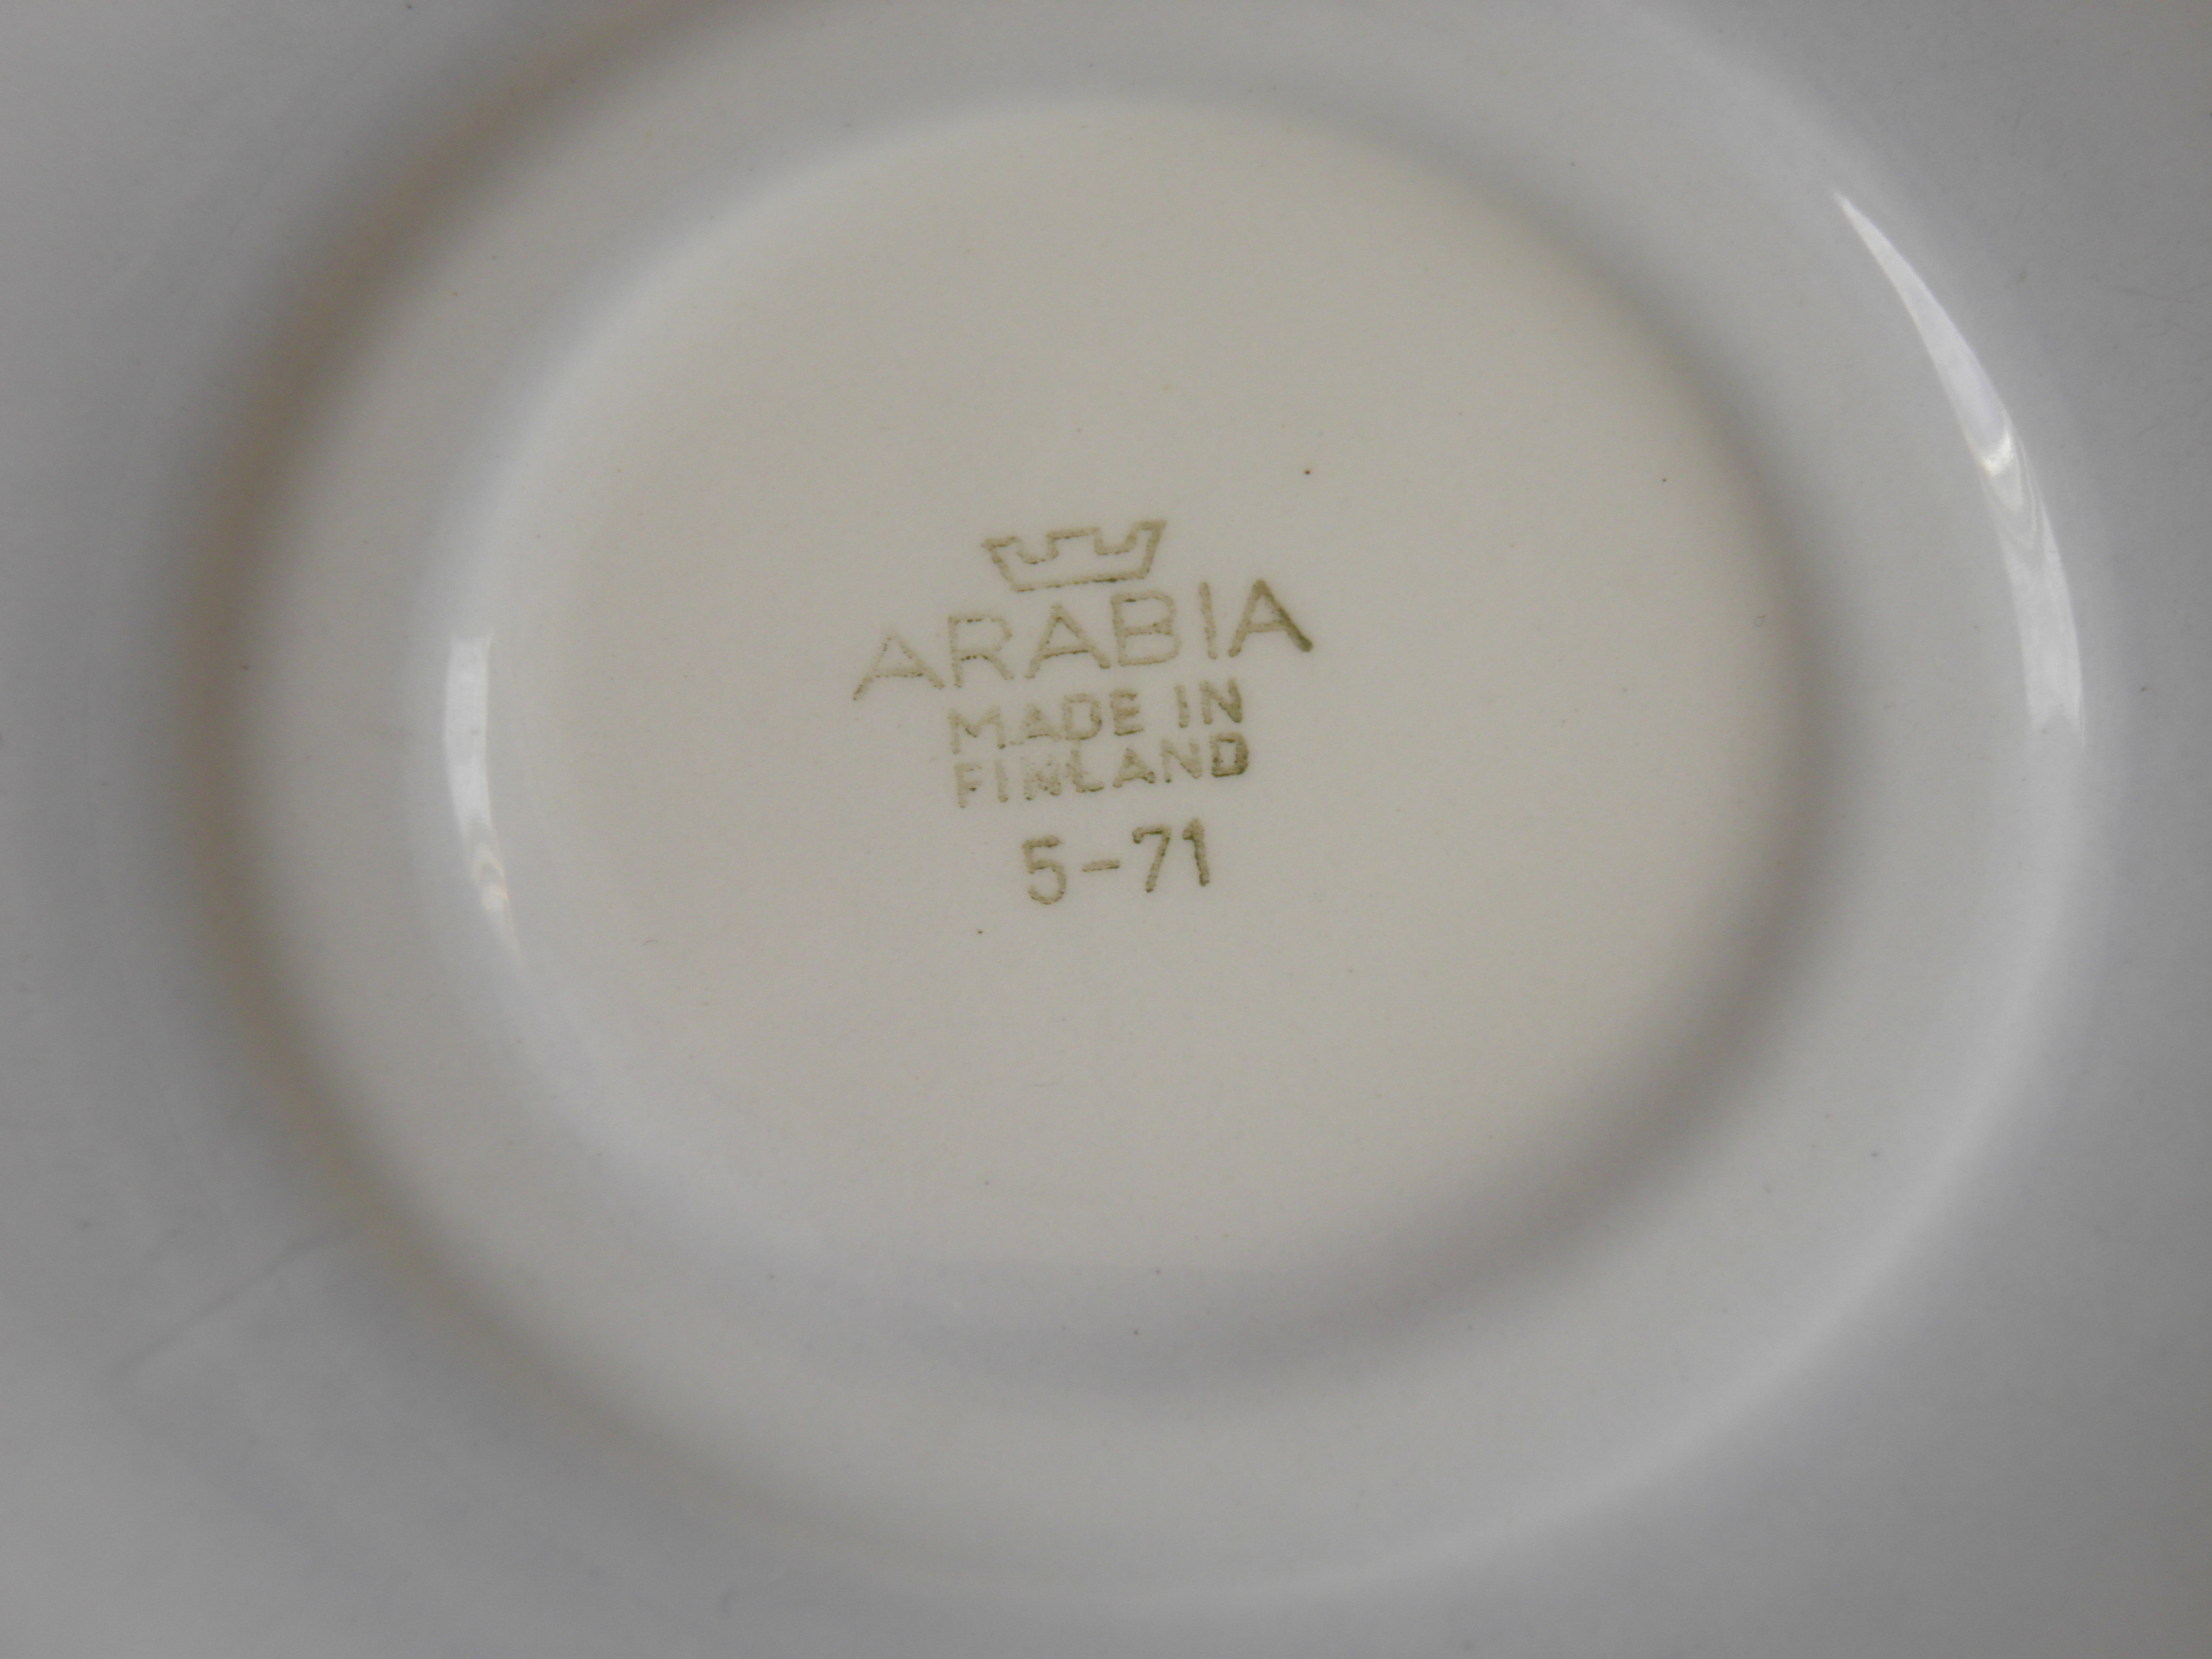 ARABIA
MADE IN
FINLAND
5-71